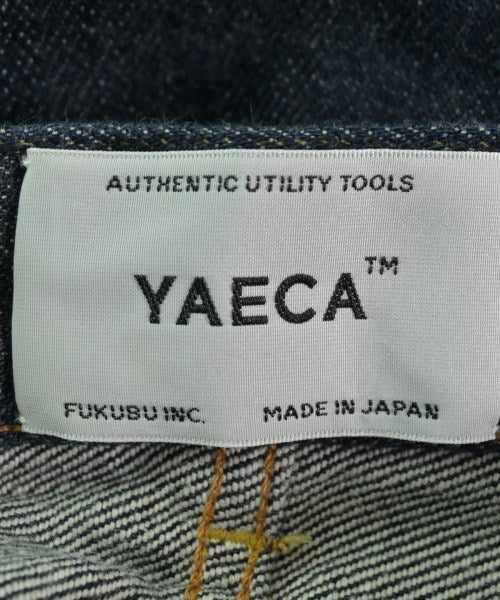 AUTHENTIC UTILITY TOOLS
YAECA™
FUKUBU INC. MADE IN JAPAN